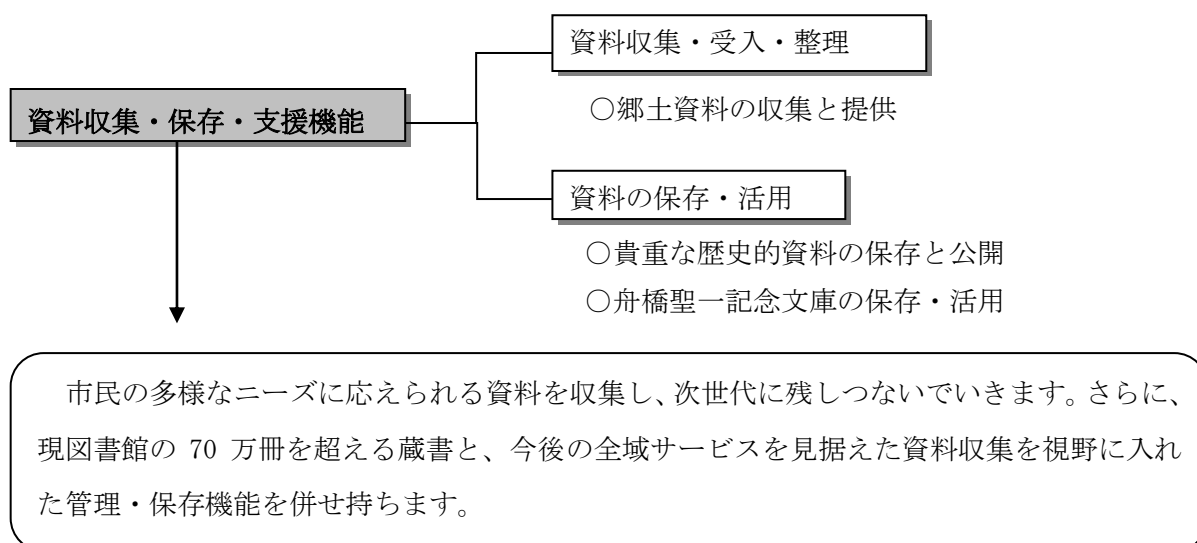 資料収集・受入・整理
〇郷土資料の収集と提供
資料収集・保存・支援機能
資料の保存・活用
〇貴重な歴史的資料の保存と公開
〇舟橋聖一記念文庫の保存・活用
市民の多様なニーズに応えられる資料を収集し、次世代に残しつないでいきます。さらに、
現図書館の 70 万冊を超える蔵書と、今後の全域サービスを見据えた資料収集を視野に入れ
た管理・保存機能を併せ持ちます。